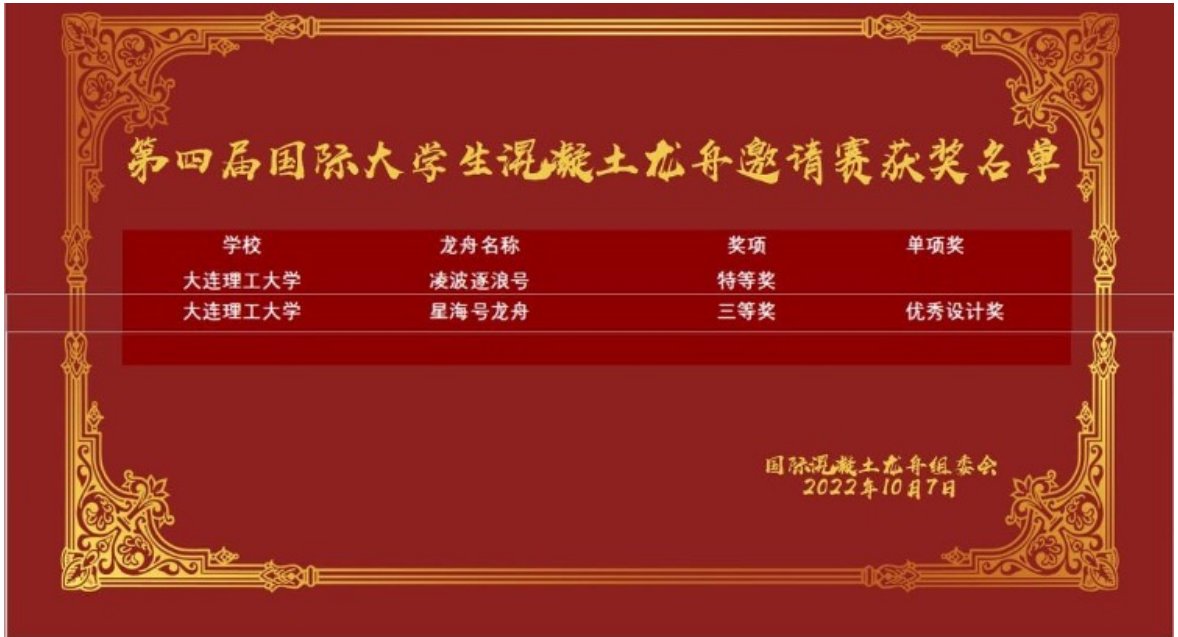 第四届国际大学生混凝土龙舟邀请赛获奖名单
学校 龙舟名称 奖项 单项奖
大连理工大学 凌波逐浪号 特等奖
大连理工大学 星海号龙舟 三等奖 优秀设计奖
国际混凝土龙舟组委会
2022年10月7日